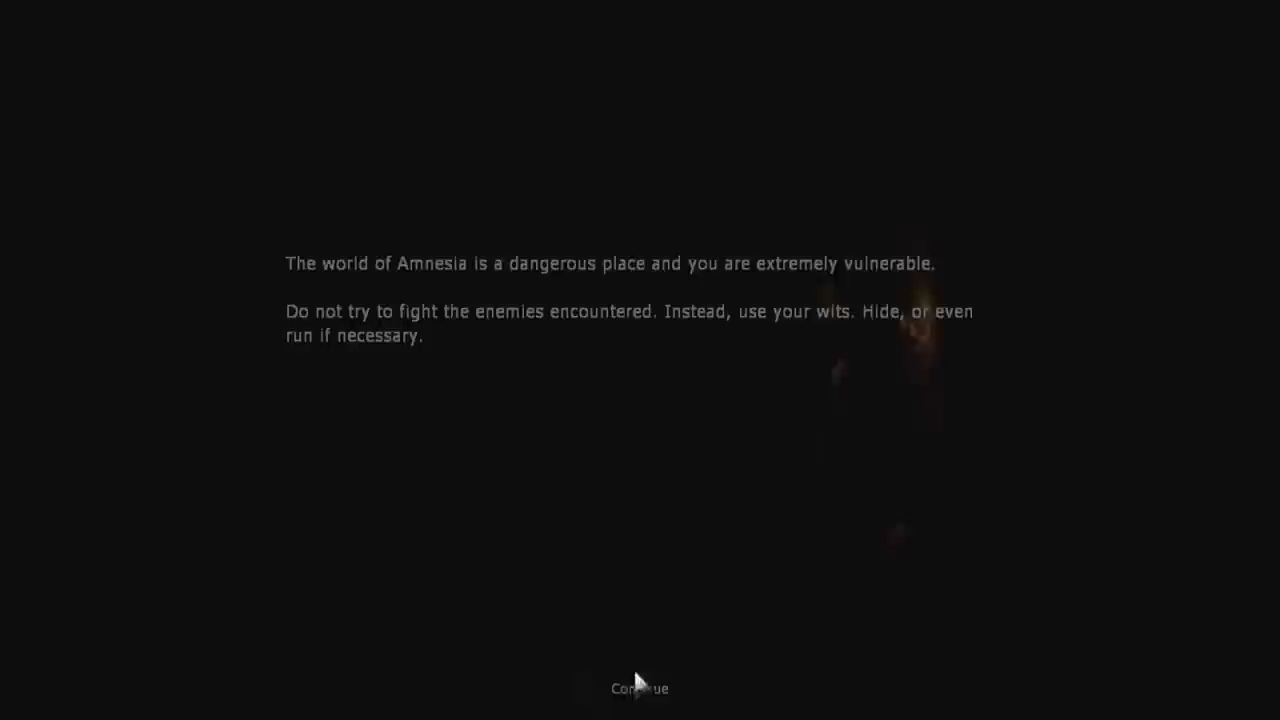 The world of Amnesia is a dangerous place and you are extremely vulnerable.
Do not try to fight the enemies encountered. Instead, use your wits. Hide, or even
run if necessary.
Continue